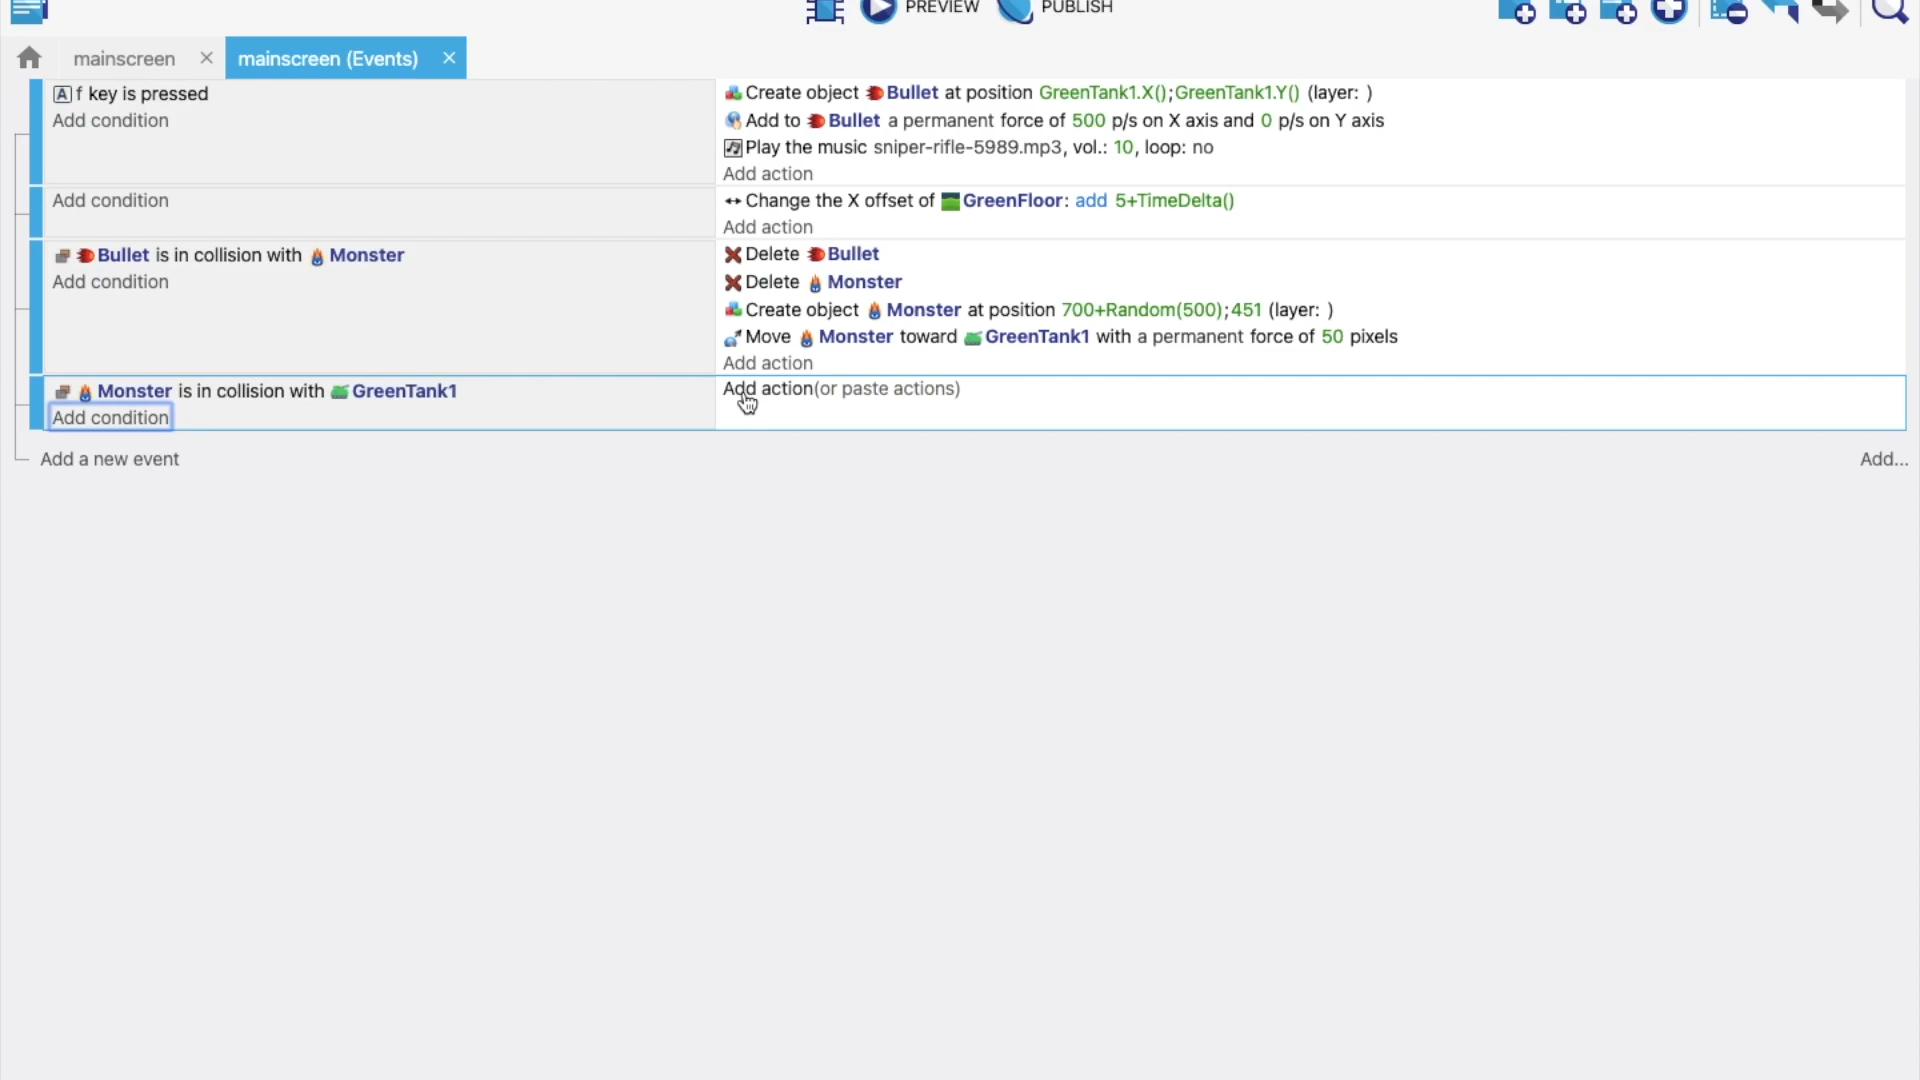 PREVIEW PUBLISH
mainscreen mainscreen (Events)
A f key is pressed
Add condition
Create object Bullet at position GreenTank1.X();GreenTank1.Y() (layer: )
Add to Bullet a permanent force of 500 p/s on X axis and 0 p/s on Y axis
Play the music sniper-rifle-5989.mp3, vol.: 10, loop: no
Add action
Add condition
Change the X offset of GreenFloor: add 5+TimeDelta()
Add action
Bullet is in collision with Monster
Add condition
Delete Bullet
Delete Monster
Create object Monster at position 700+Random(500);451 (layer: )
Move Monster toward GreenTank1 with a permanent force of 50 pixels
Add action
Monster is in collision with GreenTank1
Add condition
Add action(or paste actions)
Add a new event
Add...